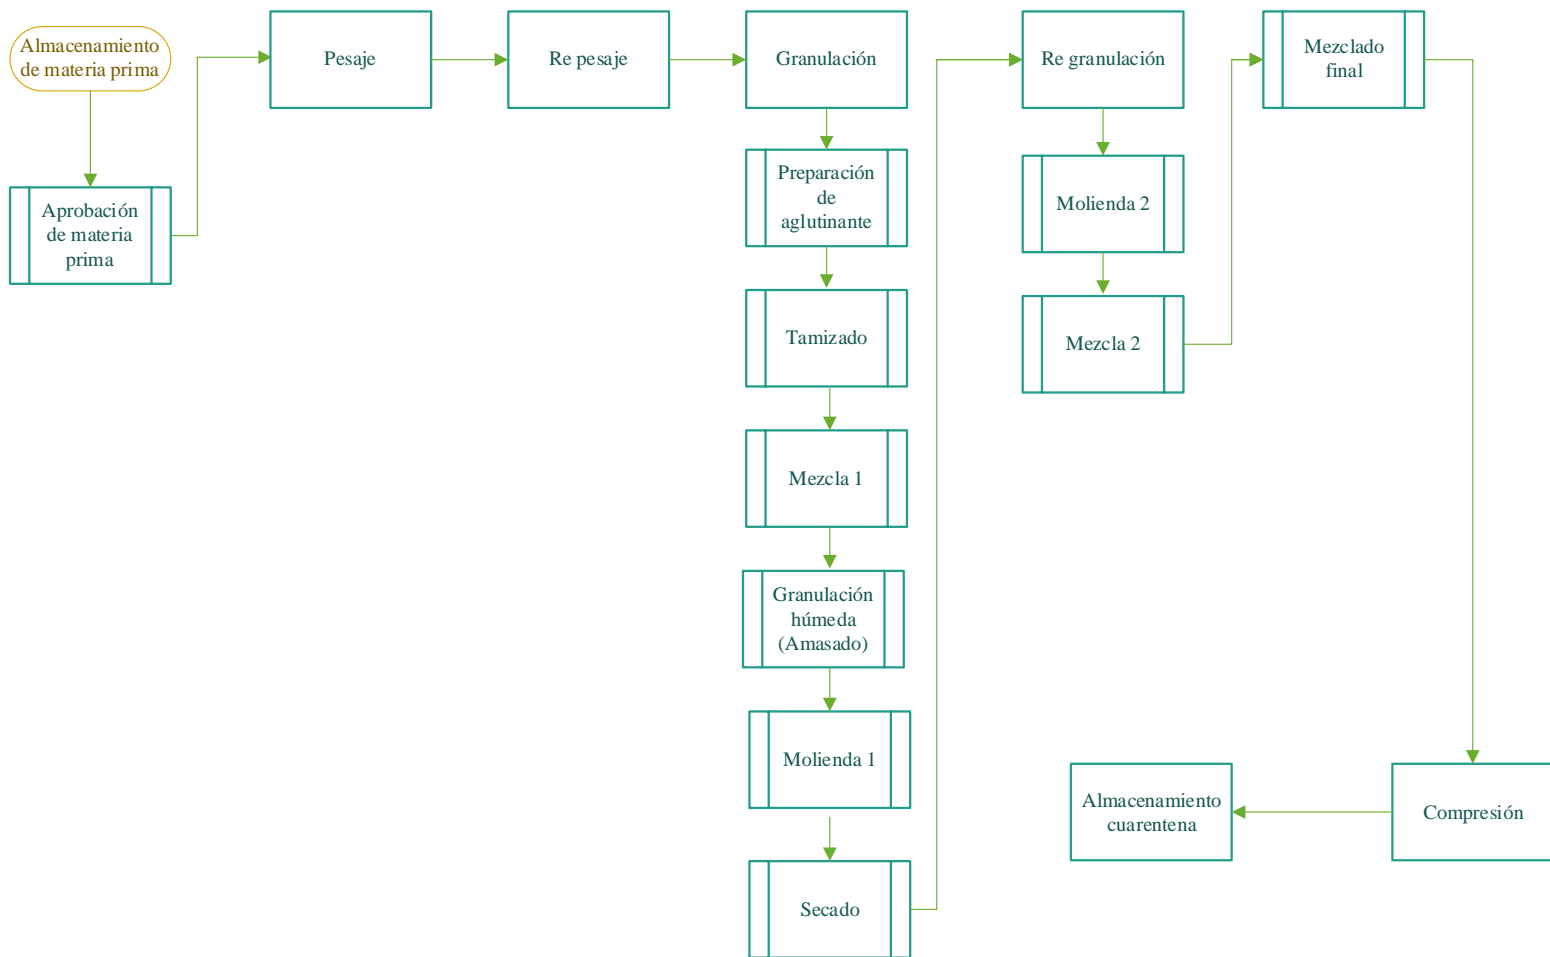 Almacenamiento
de materia prima
Aprobación
de materia
prima
Pesaje
Re pesaje
Granulación
Preparación
de
aglutinante
Tamizado
Mezcla 1
Granulación
húmeda
(Amasado)
Molienda 1
Secado
Re granulación
Molienda 2
Mezcla 2
Mezclado
final
Compresión
Almacenamiento
cuarentena